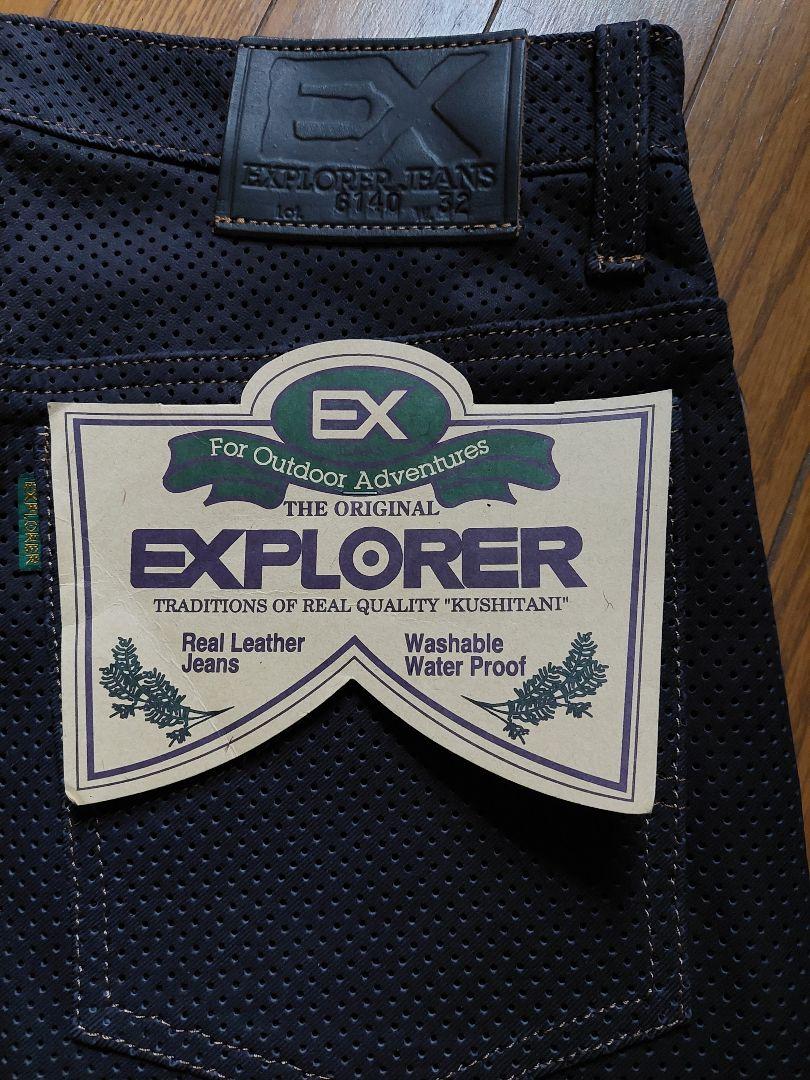 EX
EXPLORER JEANS
lot 6140 W. 32
EX
For Outdoor Adventures
THE ORIGINAL
EXPLORER
TRADITIONS OF REAL QUALITY "KUSHITANI"
Real Leather
Jeans
Washable
Water Proof
EXPLORER